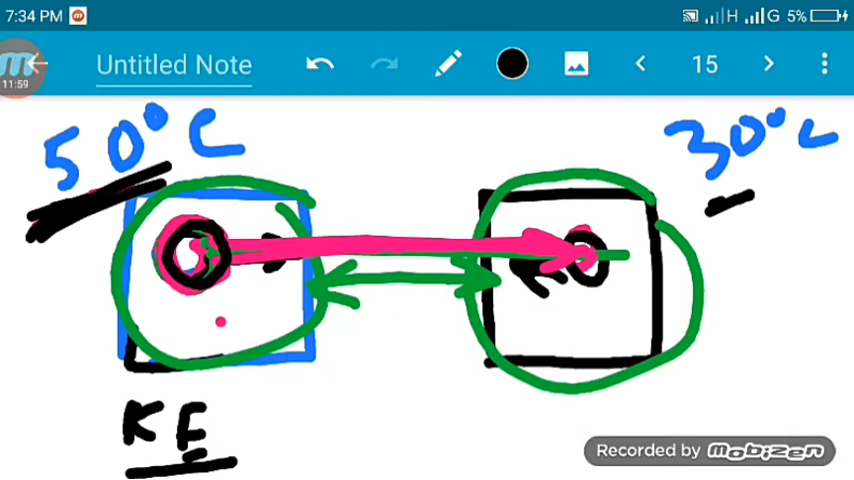 7:34 PM H G 5%
11:59 Untitled Note 15
50°C 30°C
KE
Recorded by mobizen